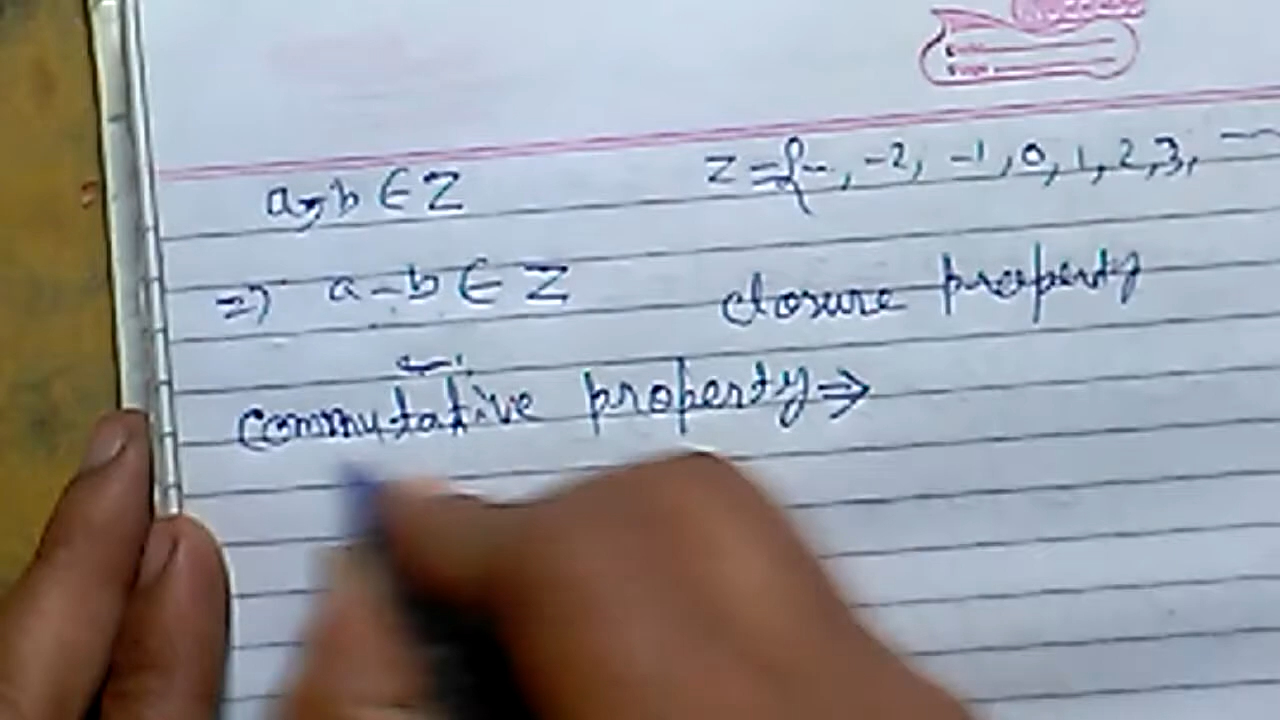 a, b ∈ Z
Z = {--, -2, -1, 0, 1, 2, 3, ---
=> a - b ∈ Z
closure property
commutative property ⇒